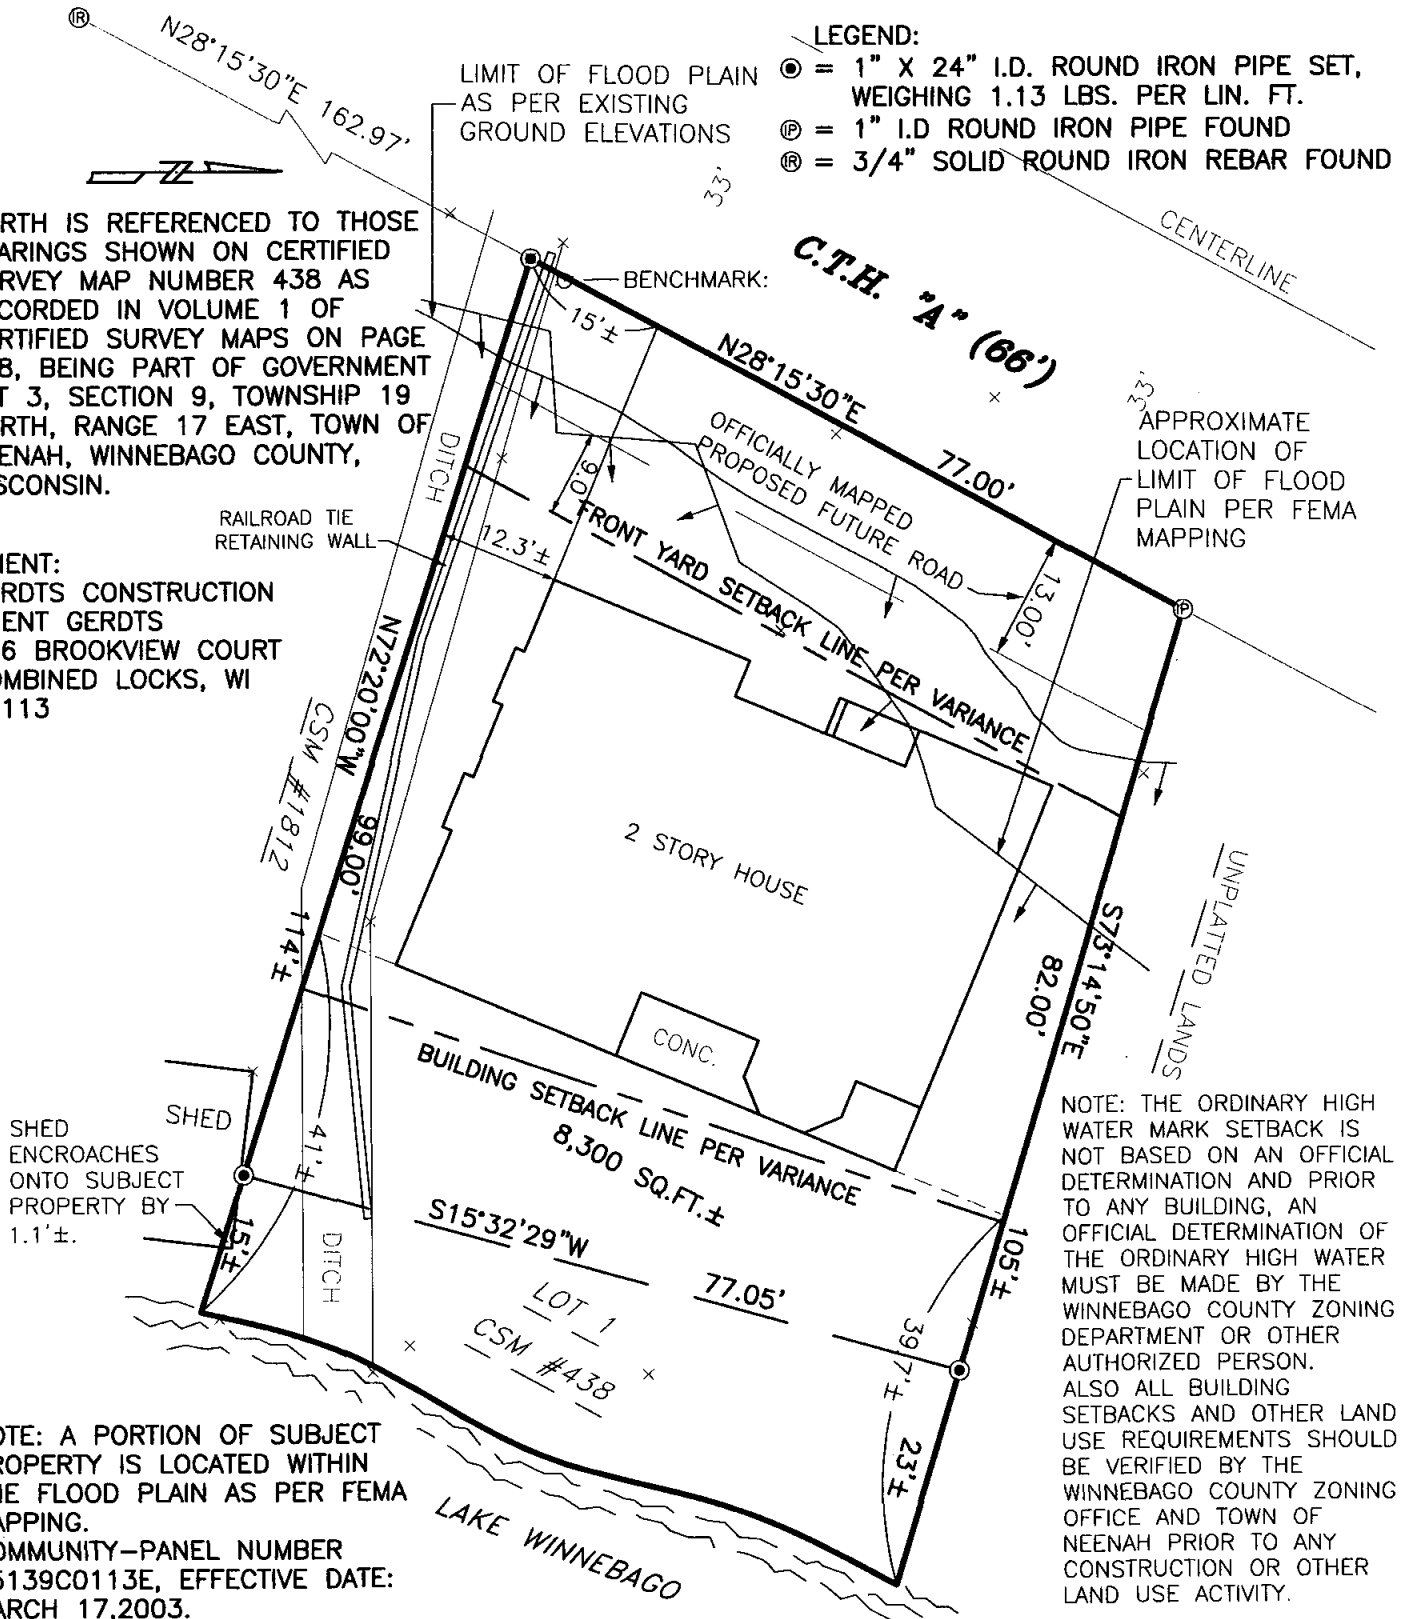 N28°15'30"E 162.97'
LEGEND:
= 1" X 24" I.D. ROUND IRON PIPE SET,
WEIGHING 1.13 LBS. PER LIN. FT.
IP = 1" I.D ROUND IRON PIPE FOUND
IR = 3/4" SOLID ROUND IRON REBAR FOUND
IR
LIMIT OF FLOOD PLAIN
AS PER EXISTING
GROUND ELEVATIONS
33'
CENTERLINE
C.T.H. "A" (66')
33'
BENCHMARK:
15'±
N28°15'30"E
77.00'
IP
RTH IS REFERENCED TO THOSE
ARINGS SHOWN ON CERTIFIED
RVEY MAP NUMBER 438 AS
CORDED IN VOLUME 1 OF
RTIFIED SURVEY MAPS ON PAGE
8, BEING PART OF GOVERNMENT
T 3, SECTION 9, TOWNSHIP 19
RTH, RANGE 17 EAST, TOWN OF
ENAH, WINNEBAGO COUNTY,
SCONSIN.
APPROXIMATE
LOCATION OF
LIMIT OF FLOOD
PLAIN PER FEMA
MAPPING
OFFICIALLY MAPPED
PROPOSED FUTURE ROAD
13.00'
DITCH
9.0'
12.3'±
FRONT YARD SETBACK LINE PER VARIANCE
RAILROAD TIE
RETAINING WALL
IENT:
RDTS CONSTRUCTION
ENT GERDTS
6 BROOKVIEW COURT
OMBINED LOCKS, WI
113
N72°20'00"W
99.00'
CSM #1812
114'±
2 STORY HOUSE
CONC.
UNPLATTED LANDS
S73°14'50"E
82.00'
BUILDING SETBACK LINE PER VARIANCE
8,300 SQ.FT.±
SHED
SHED
ENCROACHES
ONTO SUBJECT
PROPERTY BY
1.1'±.
41'±
15'±
DITCH
S15°32'29"W
77.05'
LOT 1
CSM #438
105'±
39.7'±
23'±
LAKE WINNEBAGO
NOTE: THE ORDINARY HIGH
WATER MARK SETBACK IS
NOT BASED ON AN OFFICIAL
DETERMINATION AND PRIOR
TO ANY BUILDING, AN
OFFICIAL DETERMINATION OF
THE ORDINARY HIGH WATER
MUST BE MADE BY THE
WINNEBAGO COUNTY ZONING
DEPARTMENT OR OTHER
AUTHORIZED PERSON.
ALSO ALL BUILDING
SETBACKS AND OTHER LAND
USE REQUIREMENTS SHOULD
BE VERIFIED BY THE
WINNEBAGO COUNTY ZONING
OFFICE AND TOWN OF
NEENAH PRIOR TO ANY
CONSTRUCTION OR OTHER
LAND USE ACTIVITY.
OTE: A PORTION OF SUBJECT
ROPERTY IS LOCATED WITHIN
HE FLOOD PLAIN AS PER FEMA
APPING.
OMMUNITY-PANEL NUMBER
5139C0113E, EFFECTIVE DATE:
ARCH 17,2003.